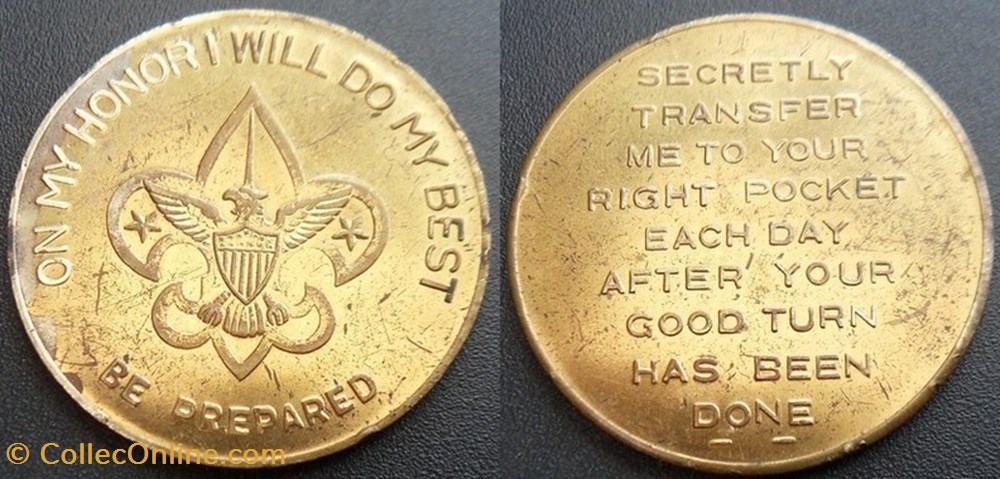 ON MY HONOR I WILL DO MY BEST
BE PREPARED
SECRETLY
TRANSFER
ME TO YOUR
RIGHT POCKET
EACH DAY
AFTER YOUR
GOOD TURN
HAS BEEN
DONE
© CollecOnline.com